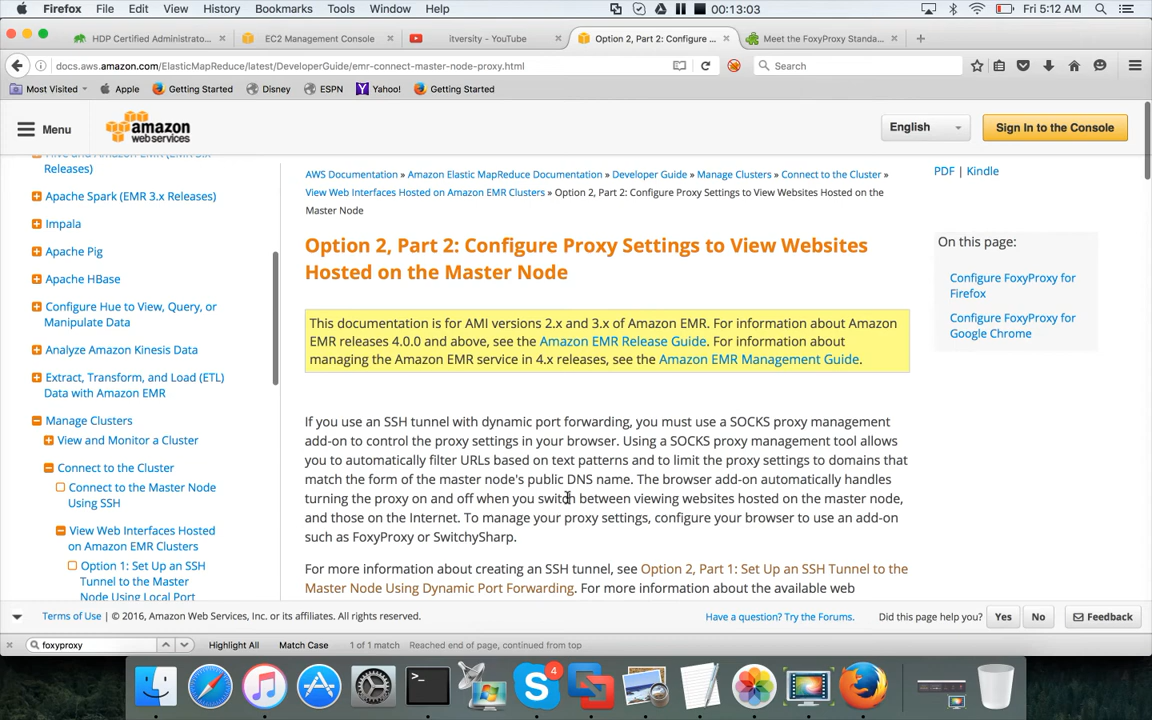 Firefox File Edit View History Bookmarks Tools Window Help 00:13:03 Fri 5:12 AM
HDP Certified Administrato... EC2 Management Console itversity - YouTube Option 2, Part 2: Configure ... Meet the FoxyProxy Standa...
docs.aws.amazon.com/ElasticMapReduce/latest/DeveloperGuide/emr-connect-master-node-proxy.html Search
Most Visited Apple Getting Started Disney ESPN Yahoo! Getting Started
Menu amazon web services English Sign In to the Console
Hive and Amazon EMR (EMR 3.x
Releases)
Apache Spark (EMR 3.x Releases)
Impala
Apache Pig
Apache HBase
Configure Hue to View, Query, or
Manipulate Data
Analyze Amazon Kinesis Data
Extract, Transform, and Load (ETL)
Data with Amazon EMR
Manage Clusters
View and Monitor a Cluster
Connect to the Cluster
Connect to the Master Node
Using SSH
View Web Interfaces Hosted
on Amazon EMR Clusters
Option 1: Set Up an SSH
Tunnel to the Master
Node Using Local Port
AWS Documentation » Amazon Elastic MapReduce Documentation » Developer Guide » Manage Clusters » Connect to the Cluster »
View Web Interfaces Hosted on Amazon EMR Clusters » Option 2, Part 2: Configure Proxy Settings to View Websites Hosted on the
Master Node
Option 2, Part 2: Configure Proxy Settings to View Websites
Hosted on the Master Node
This documentation is for AMI versions 2.x and 3.x of Amazon EMR. For information about Amazon
EMR releases 4.0.0 and above, see the Amazon EMR Release Guide. For information about
managing the Amazon EMR service in 4.x releases, see the Amazon EMR Management Guide.
If you use an SSH tunnel with dynamic port forwarding, you must use a SOCKS proxy management
add-on to control the proxy settings in your browser. Using a SOCKS proxy management tool allows
you to automatically filter URLs based on text patterns and to limit the proxy settings to domains that
match the form of the master node's public DNS name. The browser add-on automatically handles
turning the proxy on and off when you switch between viewing websites hosted on the master node,
and those on the Internet. To manage your proxy settings, configure your browser to use an add-on
such as FoxyProxy or SwitchySharp.
For more information about creating an SSH tunnel, see Option 2, Part 1: Set Up an SSH Tunnel to the
Master Node Using Dynamic Port Forwarding. For more information about the available web
PDF | Kindle
On this page:
Configure FoxyProxy for
Firefox
Configure FoxyProxy for
Google Chrome
Terms of Use | © 2016, Amazon Web Services, Inc. or its affiliates. All rights reserved. Have a question? Try the Forums. Did this page help you? Yes No Feedback
foxyproxy Highlight All Match Case 1 of 1 match Reached end of page, continued from top
4